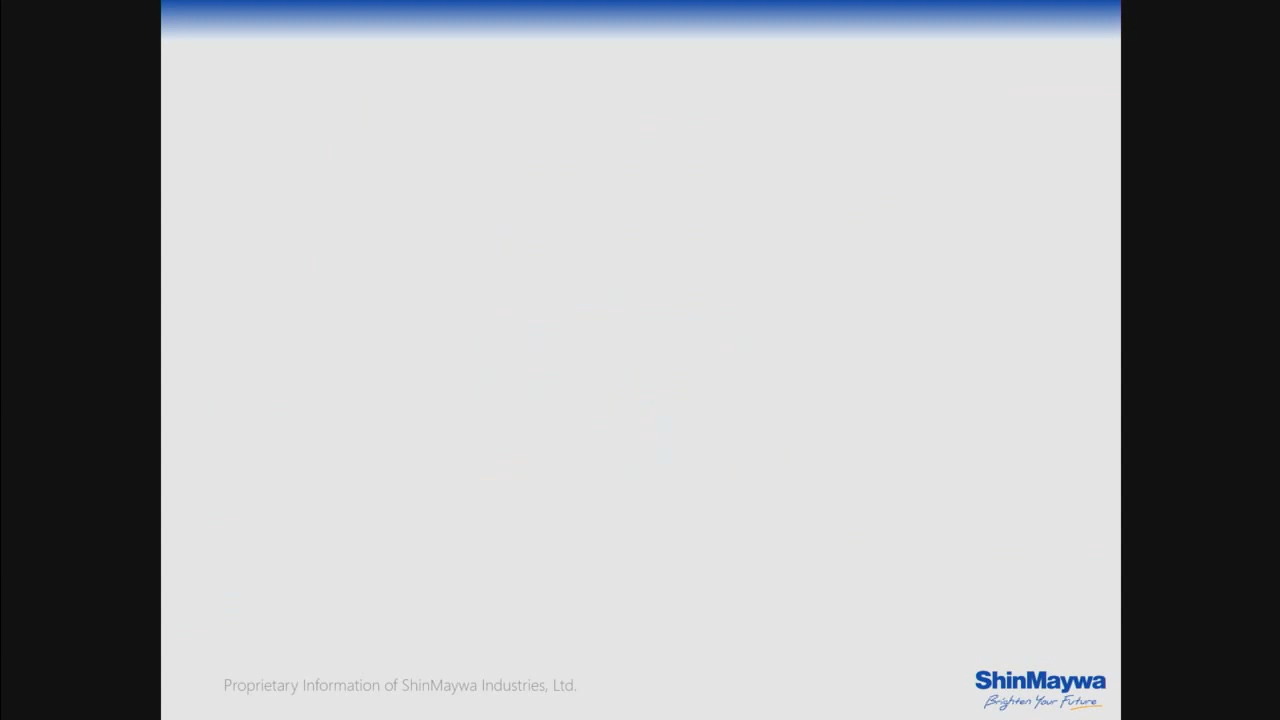 Proprietary Information of ShinMaywa Industries, Ltd.
ShinMaywa
Brighten Your Future